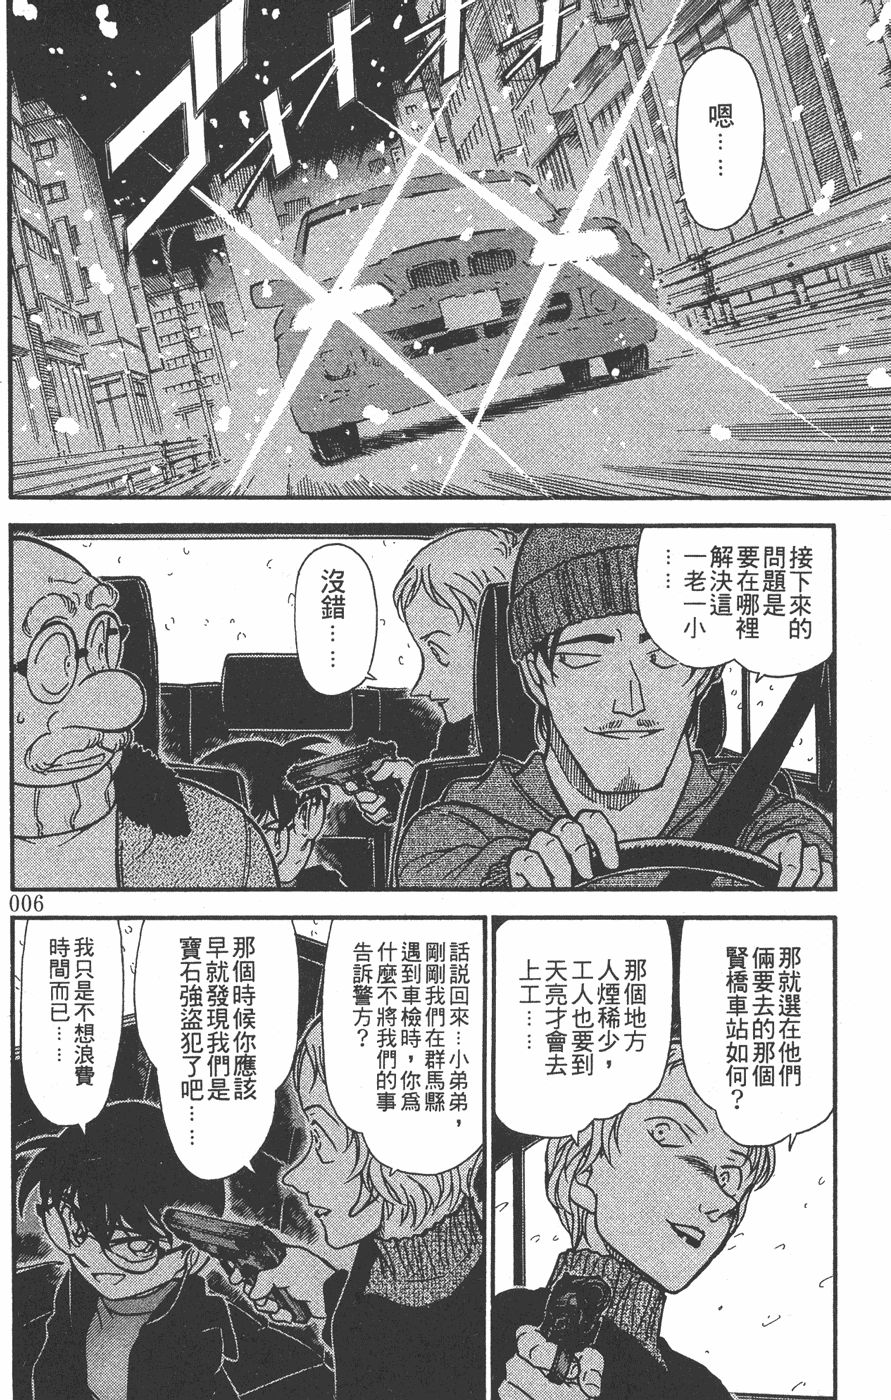 嗯⋯⋯
ブオオオオ
接下來的
問題是
要在哪裡
解決這
一老一小
⋯⋯
沒錯⋯⋯
006
那就選在他們
倆要去的那個
賢橋車站如何？
那個地方
人煙稀少，
工人也要到
天亮才會去
上工⋯
話說回來⋯小弟弟，
剛剛我們在群馬縣
遇到車檢時，你為
什麼不將我們的事
告訴警方？
那個時候你應該
早就發現我們是
寶石強盜犯了吧⋯⋯
我只是不想浪費
時間而已⋯⋯